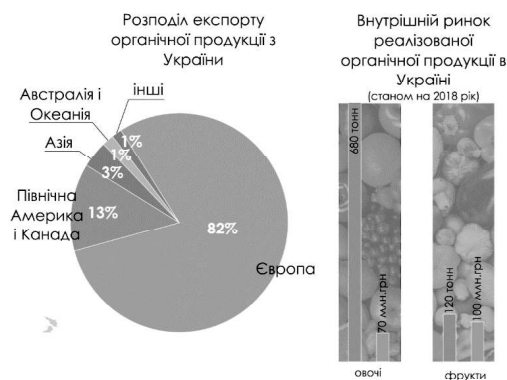 Розподіл експорту
органічної продукції з
України
Австралія і
Океанія
інші
Азія
Північна
Америка
і Канада
1%
1%
3%
13%
82%
Європа
Внутрішній ринок
реалізованої
органічної продукції в
Україні
(станом на 2018 рік)
680 тонн
70 млн.грн
120 тонн
100 млн.грн
овочі
фрукти